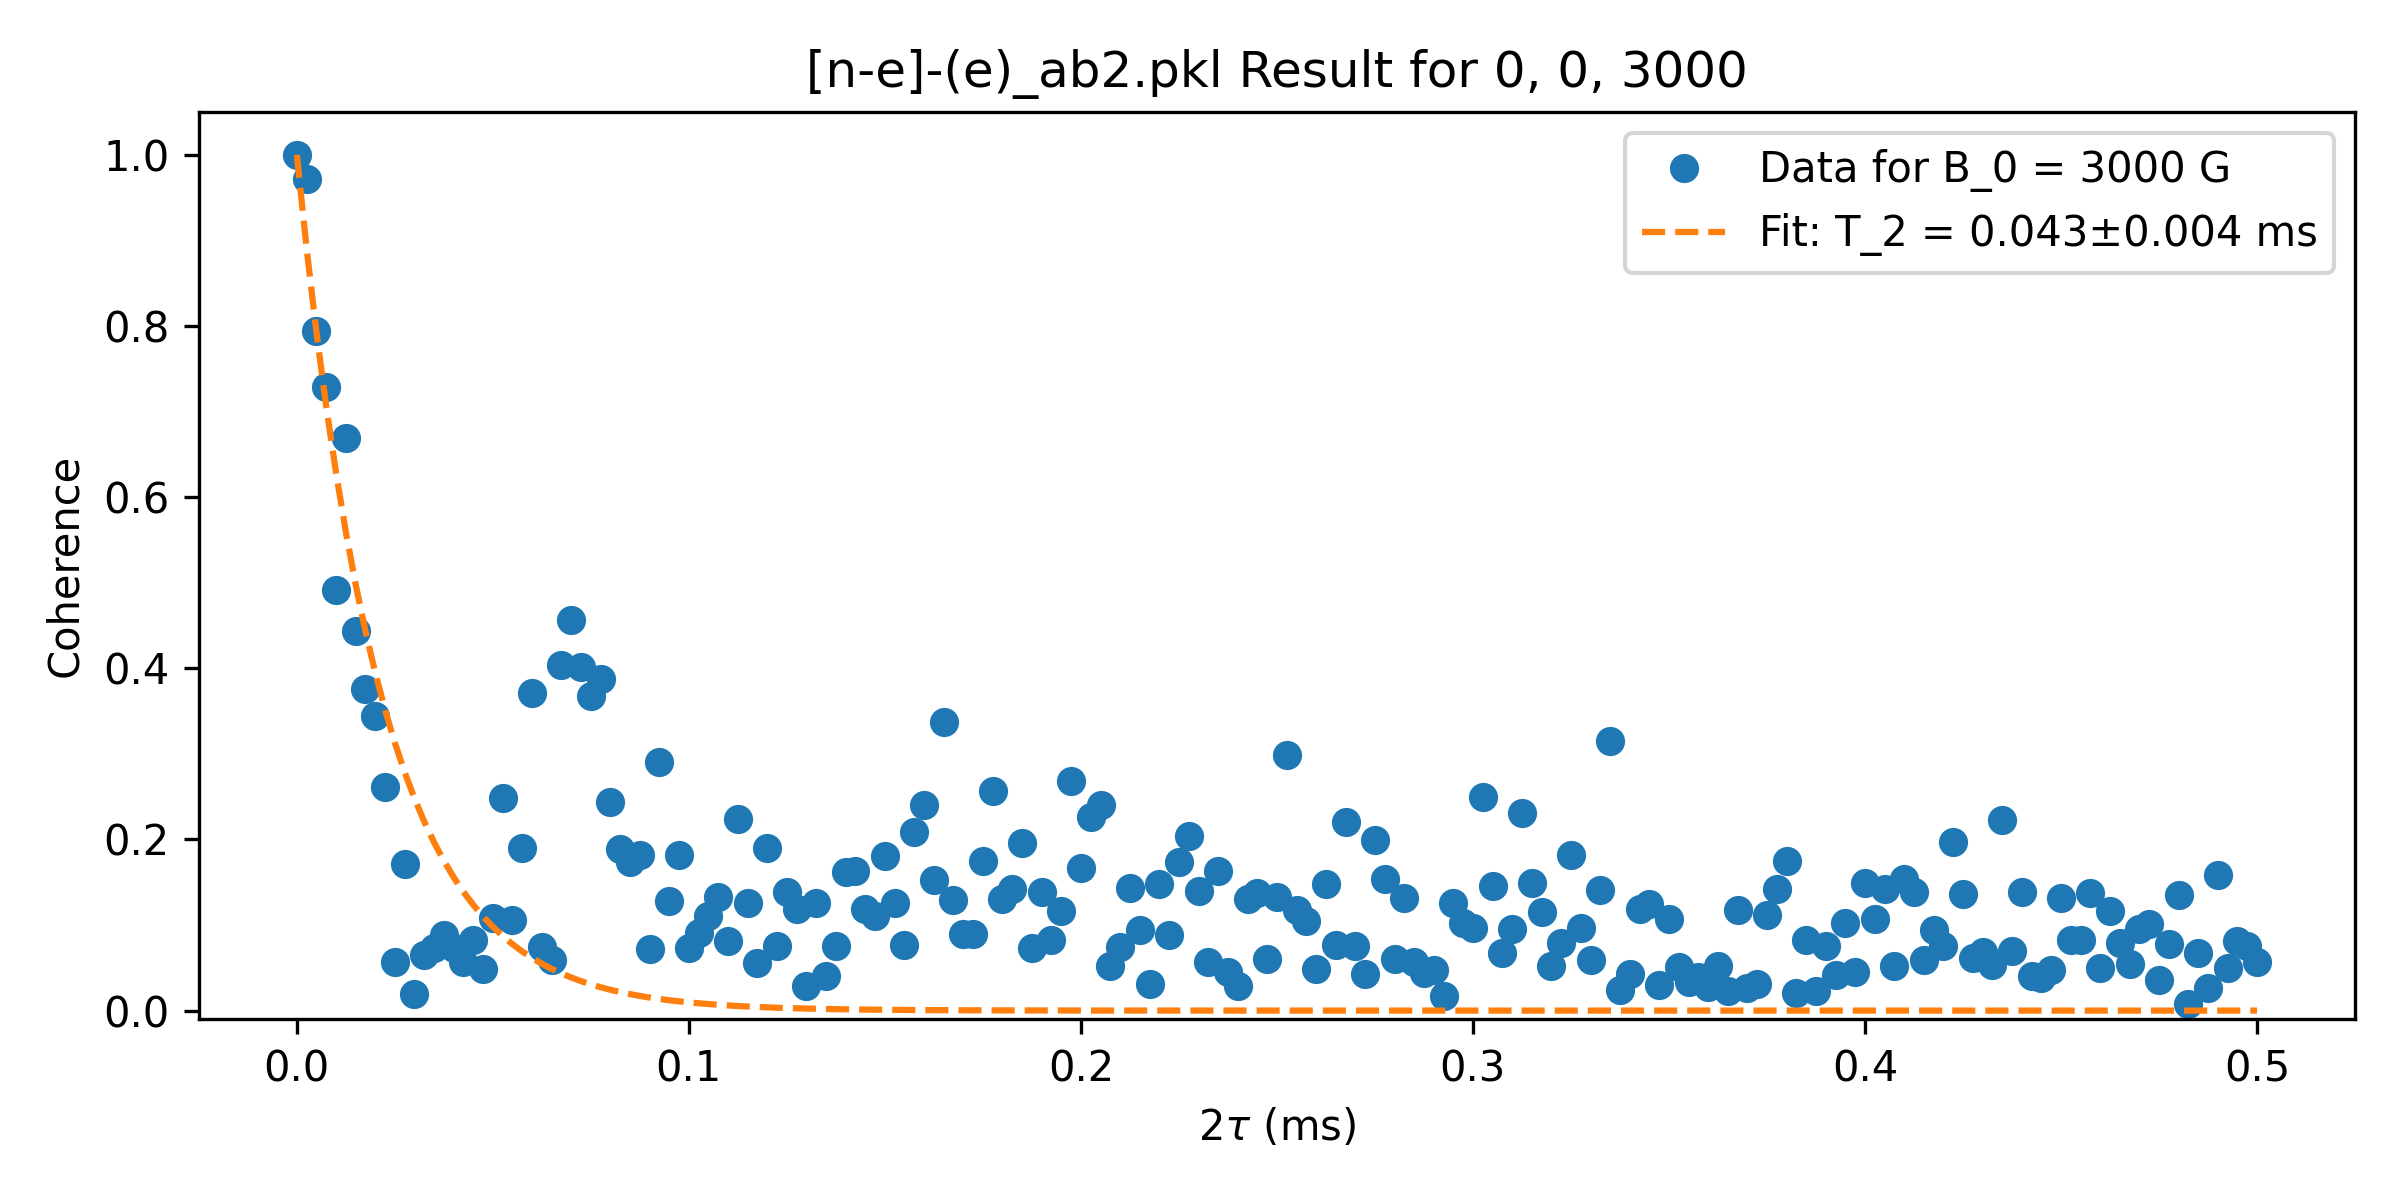 [n-e]-(e)_ab2.pkl Result for 0, 0, 3000
Data for B_0 = 3000 G
Fit: T_2 = 0.043±0.004 ms
Coherence
1.0
0.8
0.6
0.4
0.2
0.0
0.0 0.1 0.2 0.3 0.4 0.5
2τ (ms)